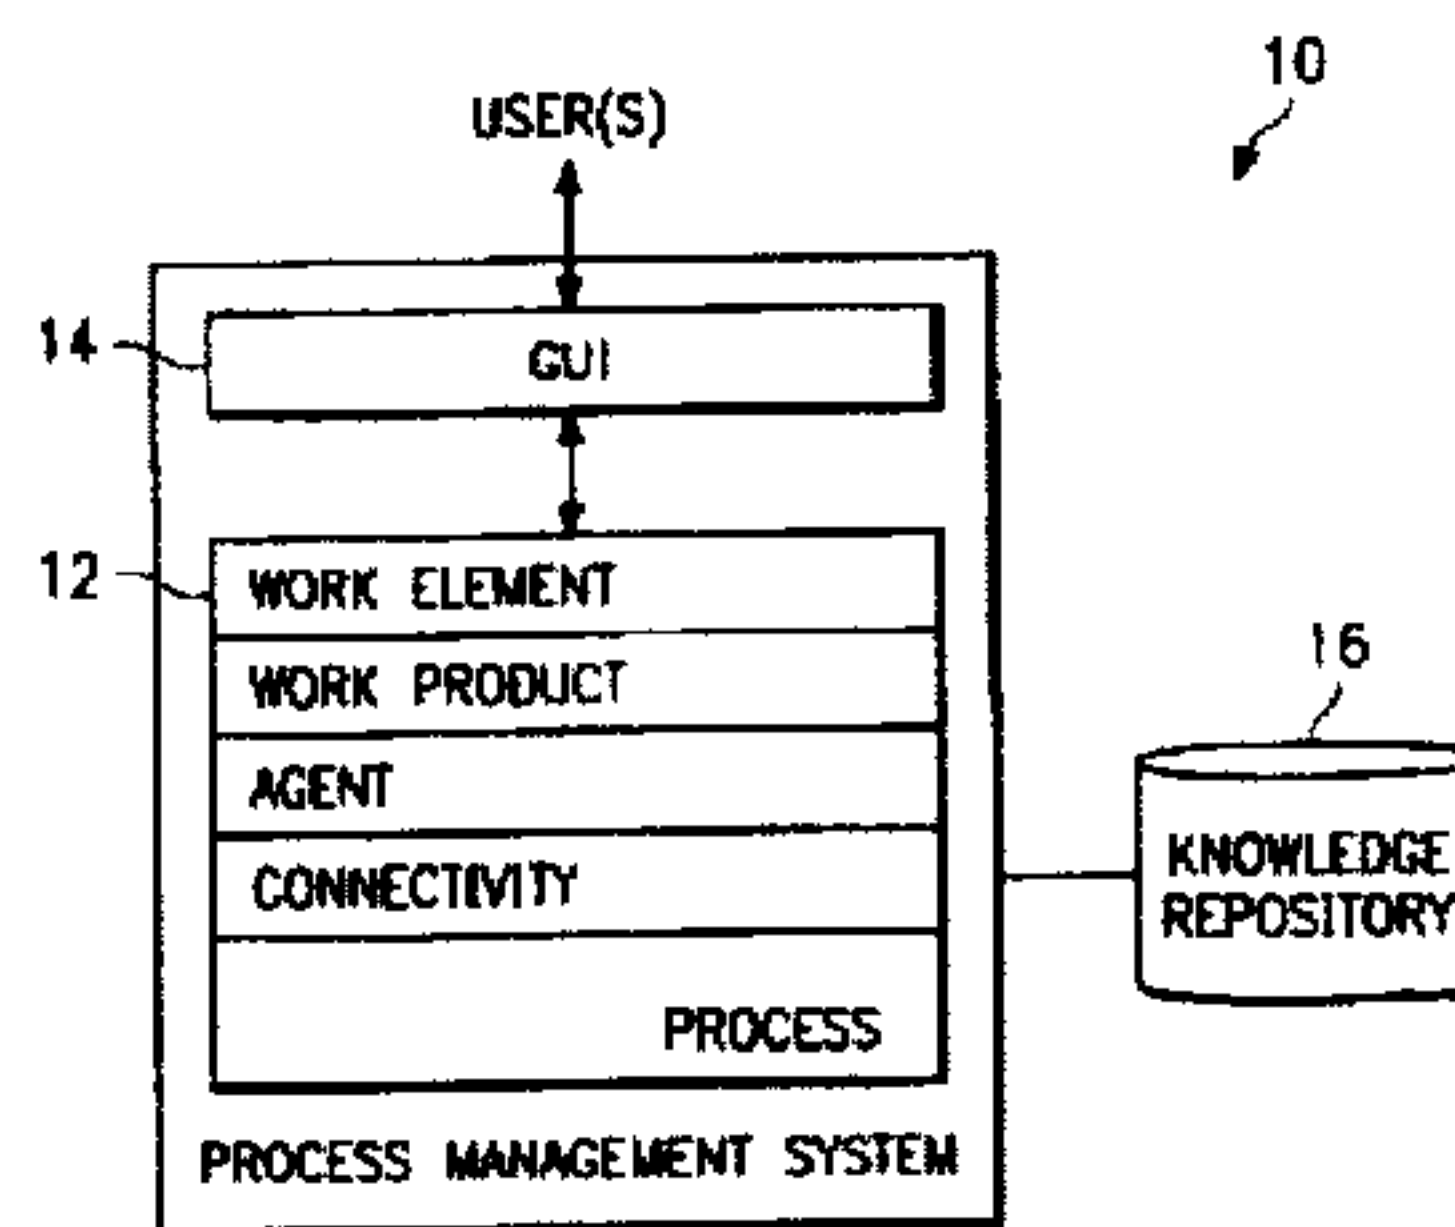 10
USER(S)
14
GUI
12
WORK ELEMENT
WORK PRODUCT
AGENT
CONNECTIVITY
PROCESS
PROCESS MANAGEMENT SYSTEM
16
KNOWLEDGE
REPOSITORY